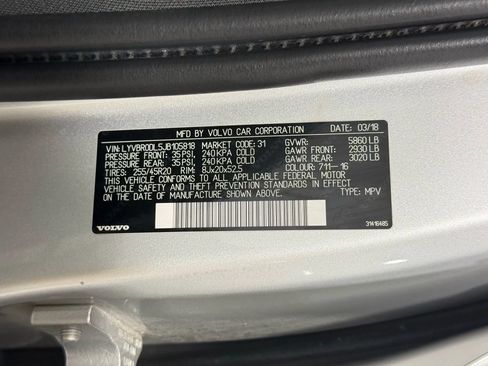 MFD BY VOLVO CAR CORPORATION DATE: 03/18
VIN: LYVBR0DL5JB105818 MARKET CODE: 31 GVWR: 5860 LB
PRESSURE FRONT: 35 PSI, 240 KPA COLD GAWR FRONT: 2930 LB
PRESSURE REAR: 35 PSI, 240 KPA COLD GAWR REAR: 3020 LB
TIRES: 255/45R20 RIM: 8Jx20x52.5 COLOUR: 711-16
THIS VEHICLE CONFORMS TO ALL APPLICABLE FEDERAL MOTOR
VEHICLE SAFETY, BUMPER, AND THEFT PREVENTION STANDARDS IN EFFECT
ON THE DATE OF MANUFACTURE SHOWN ABOVE. TYPE: MPV
VOLVO 31416485